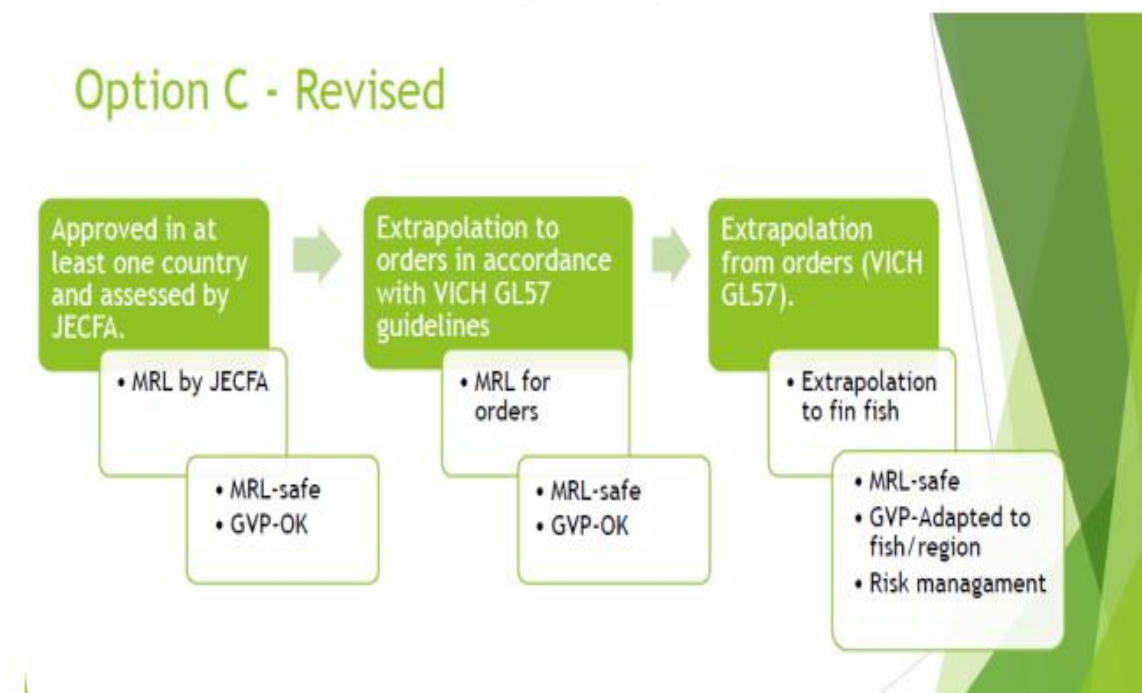 Option C - Revised
Approved in at
least one country
and assessed by
JECFA.
• MRL by JECFA
• MRL-safe
• GVP-OK
Extrapolation to
orders in accordance
with VICH GL57
guidelines
• MRL for
orders
• MRL-safe
• GVP-OK
Extrapolation
from orders (VICH
GL57).
• Extrapolation
to fin fish
• MRL-safe
• GVP-Adapted to
fish/region
• Risk managament